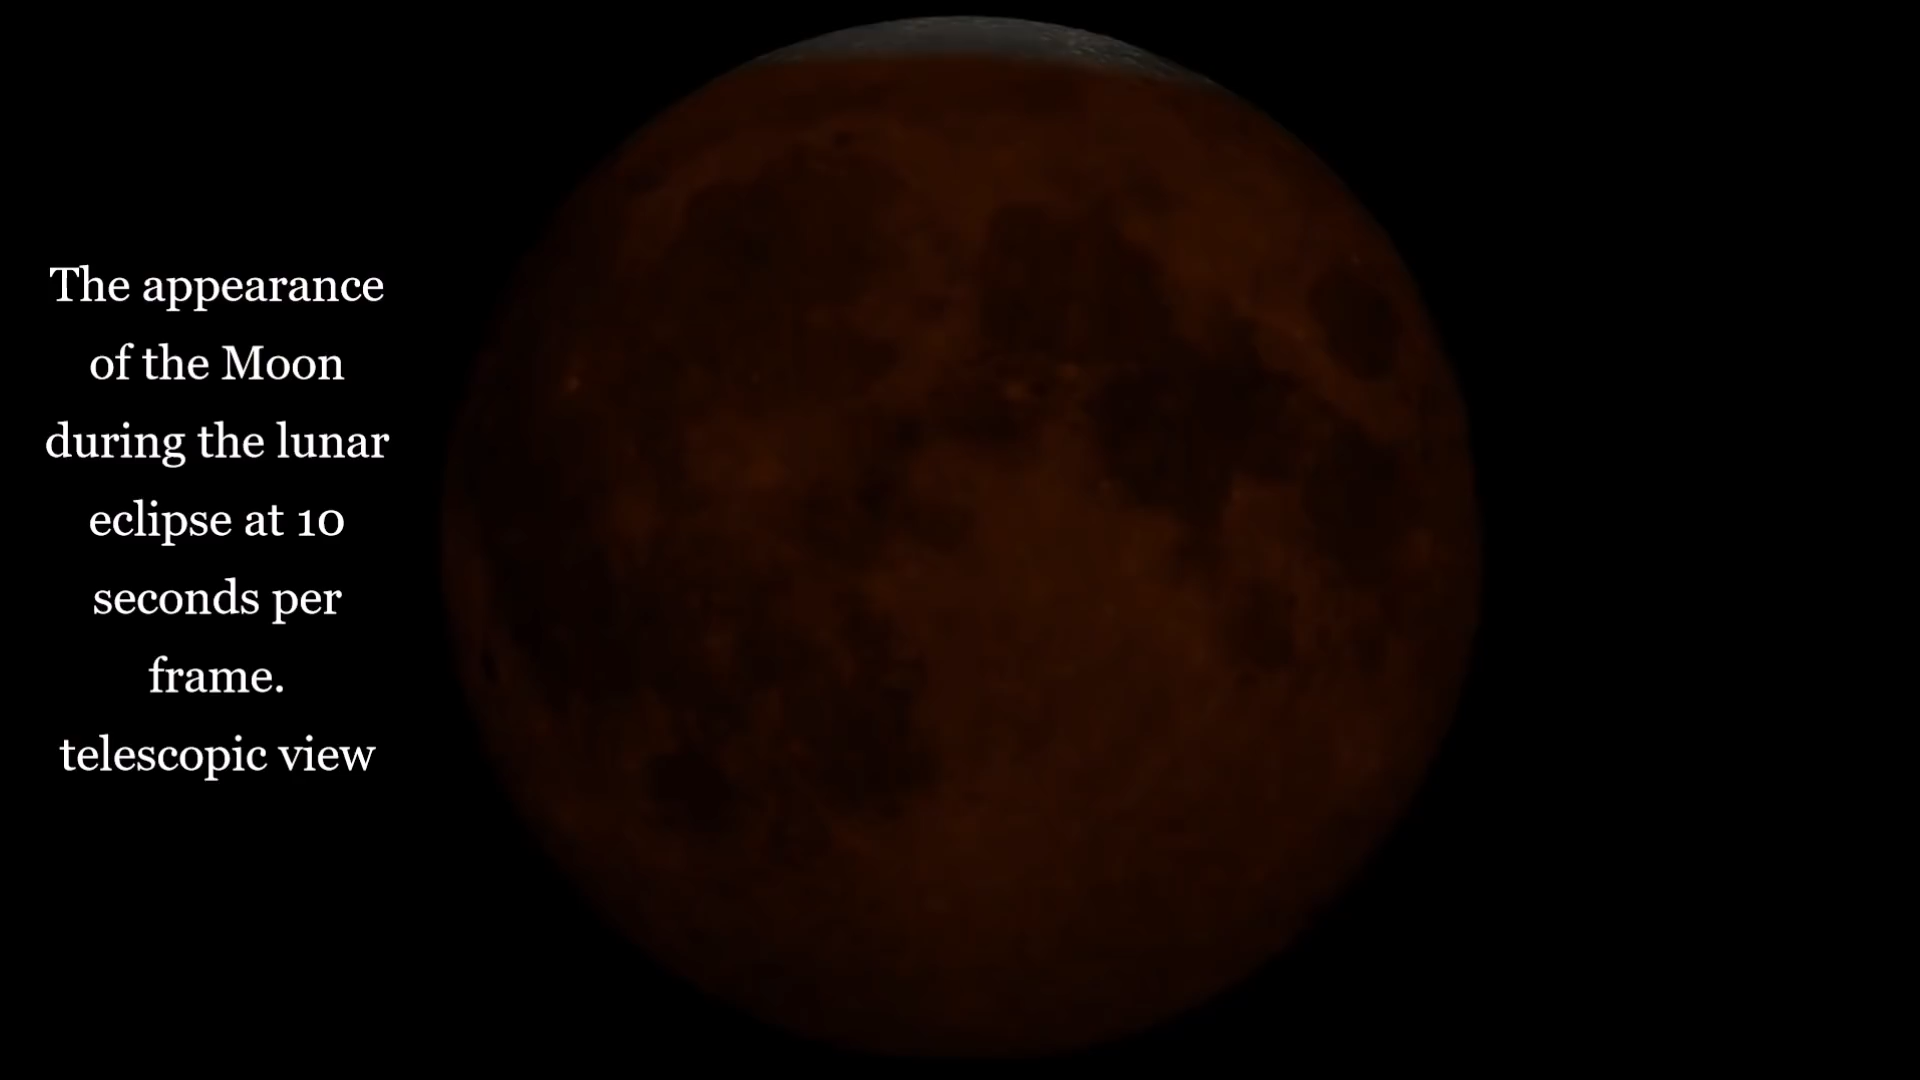 The appearance
of the Moon
during the lunar
eclipse at 10
seconds per
frame.
telescopic view